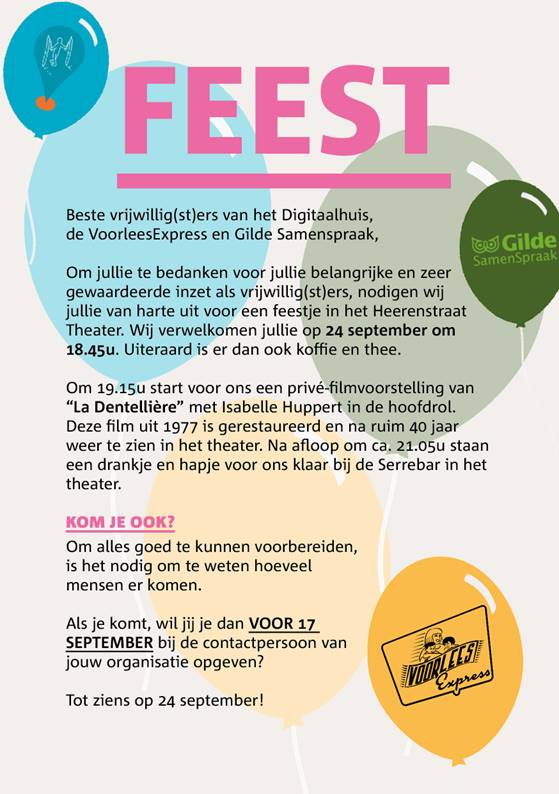 FEEST
Beste vrijwillig(st)ers van het Digitaalhuis,
de VoorleesExpress en Gilde Samenspraak,
Om jullie te bedanken voor jullie belangrijke en zeer
gewaardeerde inzet als vrijwillig(st)ers, nodigen wij
jullie van harte uit voor een feestje in het Heerenstraat
Theater. Wij verwelkomen jullie op 24 september om
18.45u. Uiteraard is er dan ook koffie en thee.
Om 19.15u start voor ons een privé-filmvoorstelling van
“La Dentellière” met Isabelle Huppert in de hoofdrol.
Deze film uit 1977 is gerestaureerd en na ruim 40 jaar
weer te zien in het theater. Na afloop om ca. 21.05u staan
een drankje en hapje voor ons klaar bij de Serrebar in het
theater.
KOM JE OOK?
Om alles goed te kunnen voorbereiden,
is het nodig om te weten hoeveel
mensen er komen.
Als je komt, wil jij je dan VOOR 17
SEPTEMBER bij de contactpersoon van
jouw organisatie opgeven?
Tot ziens op 24 september!
Gilde
SamenSpraak
VOORLEES
Express